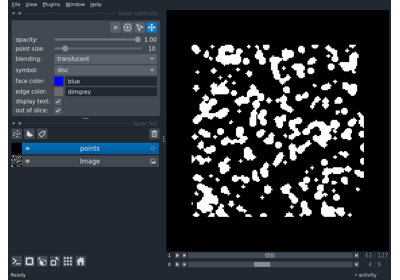 File View Plugins Window Help
layer controls
opacity: 1.00
point size: 10
blending: translucent
symbol: disc
face color: blue
edge color: dimgrey
display text:
out of slice:
layer list
points
Image
1 63 127
0 4 9
Ready activity